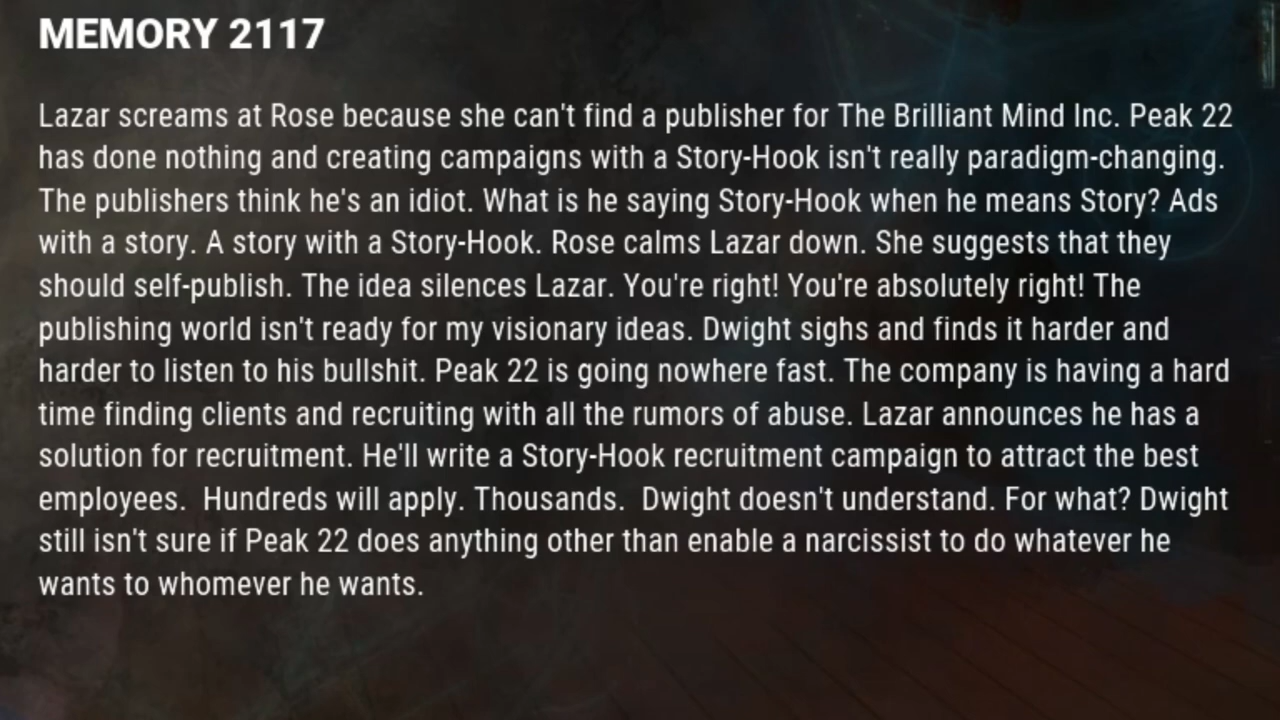 MEMORY 2117
Lazar screams at Rose because she can't find a publisher for The Brilliant Mind Inc. Peak 22
has done nothing and creating campaigns with a Story-Hook isn't really paradigm-changing.
The publishers think he's an idiot. What is he saying Story-Hook when he means Story? Ads
with a story. A story with a Story-Hook. Rose calms Lazar down. She suggests that they
should self-publish. The idea silences Lazar. You're right! You're absolutely right! The
publishing world isn't ready for my visionary ideas. Dwight sighs and finds it harder and
harder to listen to his bullshit. Peak 22 is going nowhere fast. The company is having a hard
time finding clients and recruiting with all the rumors of abuse. Lazar announces he has a
solution for recruitment. He'll write a Story-Hook recruitment campaign to attract the best
employees.  Hundreds will apply. Thousands.  Dwight doesn't understand. For what? Dwight
still isn't sure if Peak 22 does anything other than enable a narcissist to do whatever he
wants to whomever he wants.